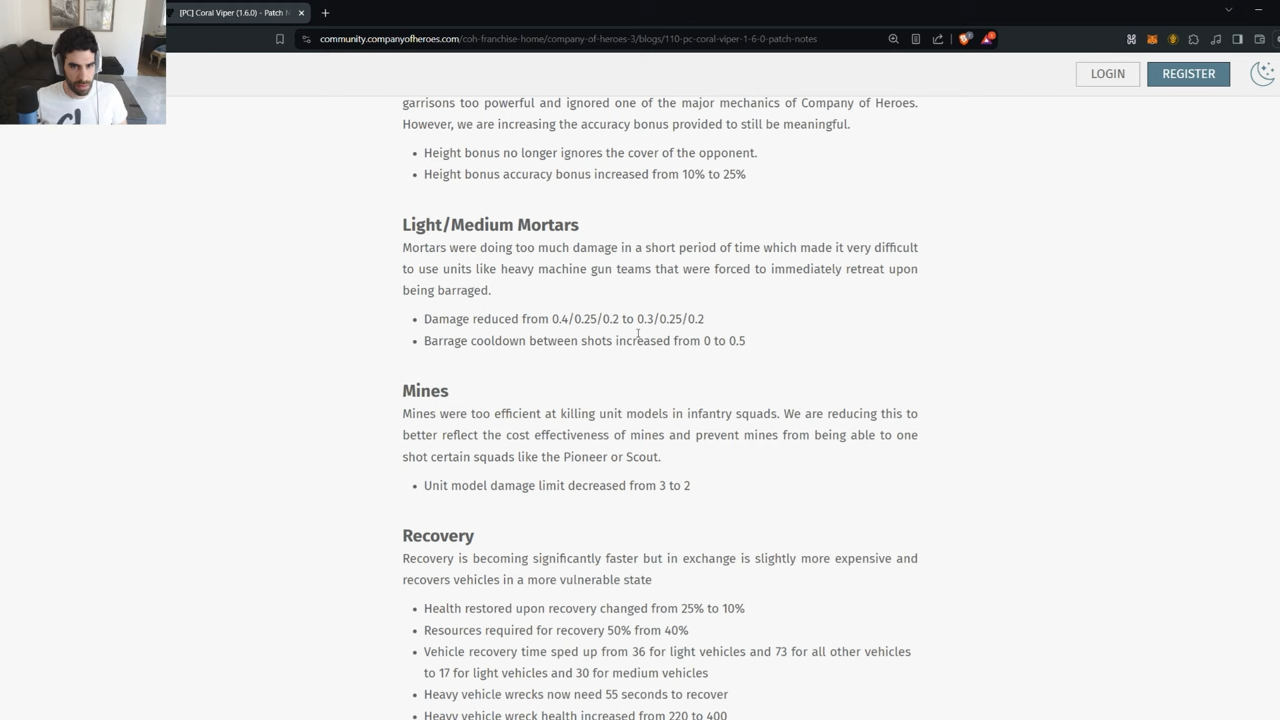 [PC] Coral Viper (1.6.0) - Patch N
community.companyofheroes.com/coh-franchise-home/company-of-heroes-3/blogs/110-pc-coral-viper-1-6-0-patch-notes
LOGIN
REGISTER
garrisons too powerful and ignored one of the major mechanics of Company of Heroes.
However, we are increasing the accuracy bonus provided to still be meaningful.
• Height bonus no longer ignores the cover of the opponent.
• Height bonus accuracy bonus increased from 10% to 25%
Light/Medium Mortars
Mortars were doing too much damage in a short period of time which made it very difficult
to use units like heavy machine gun teams that were forced to immediately retreat upon
being barraged.
• Damage reduced from 0.4/0.25/0.2 to 0.3/0.25/0.2
• Barrage cooldown between shots increased from 0 to 0.5
Mines
Mines were too efficient at killing unit models in infantry squads. We are reducing this to
better reflect the cost effectiveness of mines and prevent mines from being able to one
shot certain squads like the Pioneer or Scout.
• Unit model damage limit decreased from 3 to 2
Recovery
Recovery is becoming significantly faster but in exchange is slightly more expensive and
recovers vehicles in a more vulnerable state
• Health restored upon recovery changed from 25% to 10%
• Resources required for recovery 50% from 40%
• Vehicle recovery time sped up from 36 for light vehicles and 73 for all other vehicles
to 17 for light vehicles and 30 for medium vehicles
• Heavy vehicle wrecks now need 55 seconds to recover
• Heavy vehicle wreck health increased from 220 to 400